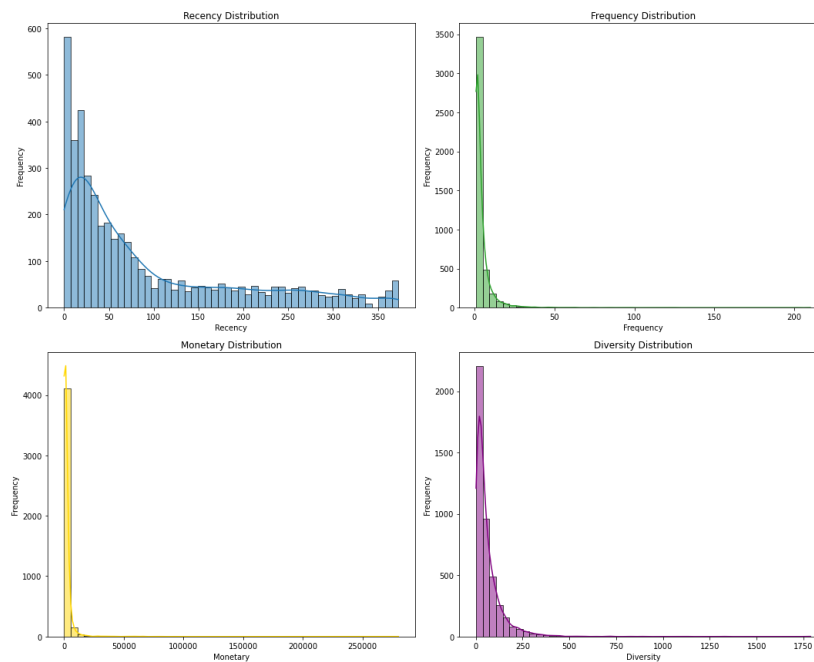 Recency Distribution
600
500
400
300
200
100
0
Frequency
0 50 100 150 200 250 300 350
Recency
Frequency Distribution
3500
3000
2500
2000
1500
1000
500
0
Frequency
0 50 100 150 200
Frequency
Monetary Distribution
4000
3000
2000
1000
0
Frequency
0 50000 100000 150000 200000 250000
Monetary
Diversity Distribution
2000
1500
1000
500
0
Frequency
0 250 500 750 1000 1250 1500 1750
Diversity